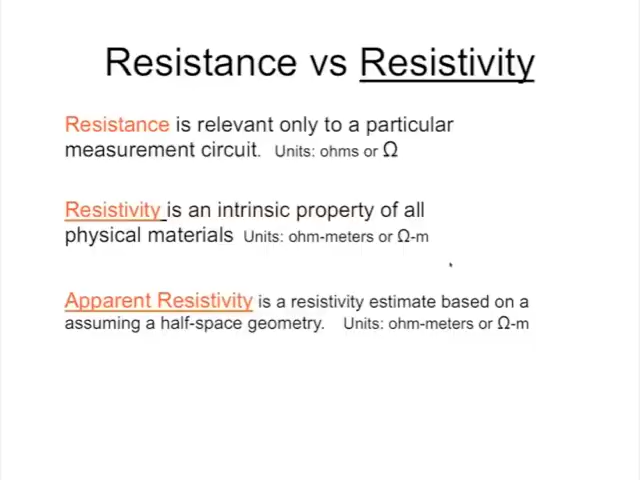 Resistance vs Resistivity
Resistance is relevant only to a particular
measurement circuit. Units: ohms or Ω
Resistivity is an intrinsic property of all
physical materials Units: ohm-meters or Ω-m
Apparent Resistivity is a resistivity estimate based on a
assuming a half-space geometry. Units: ohm-meters or Ω-m